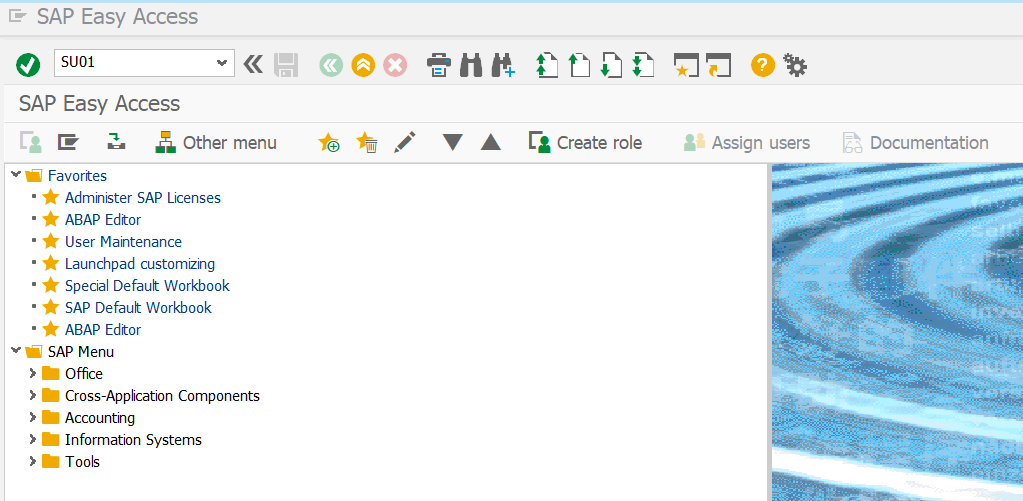 SAP Easy Access
SU01
SAP Easy Access
Other menu Create role Assign users Documentation
Favorites
Administer SAP Licenses
ABAP Editor
User Maintenance
Launchpad customizing
Special Default Workbook
SAP Default Workbook
ABAP Editor
SAP Menu
Office
Cross-Application Components
Accounting
Information Systems
Tools